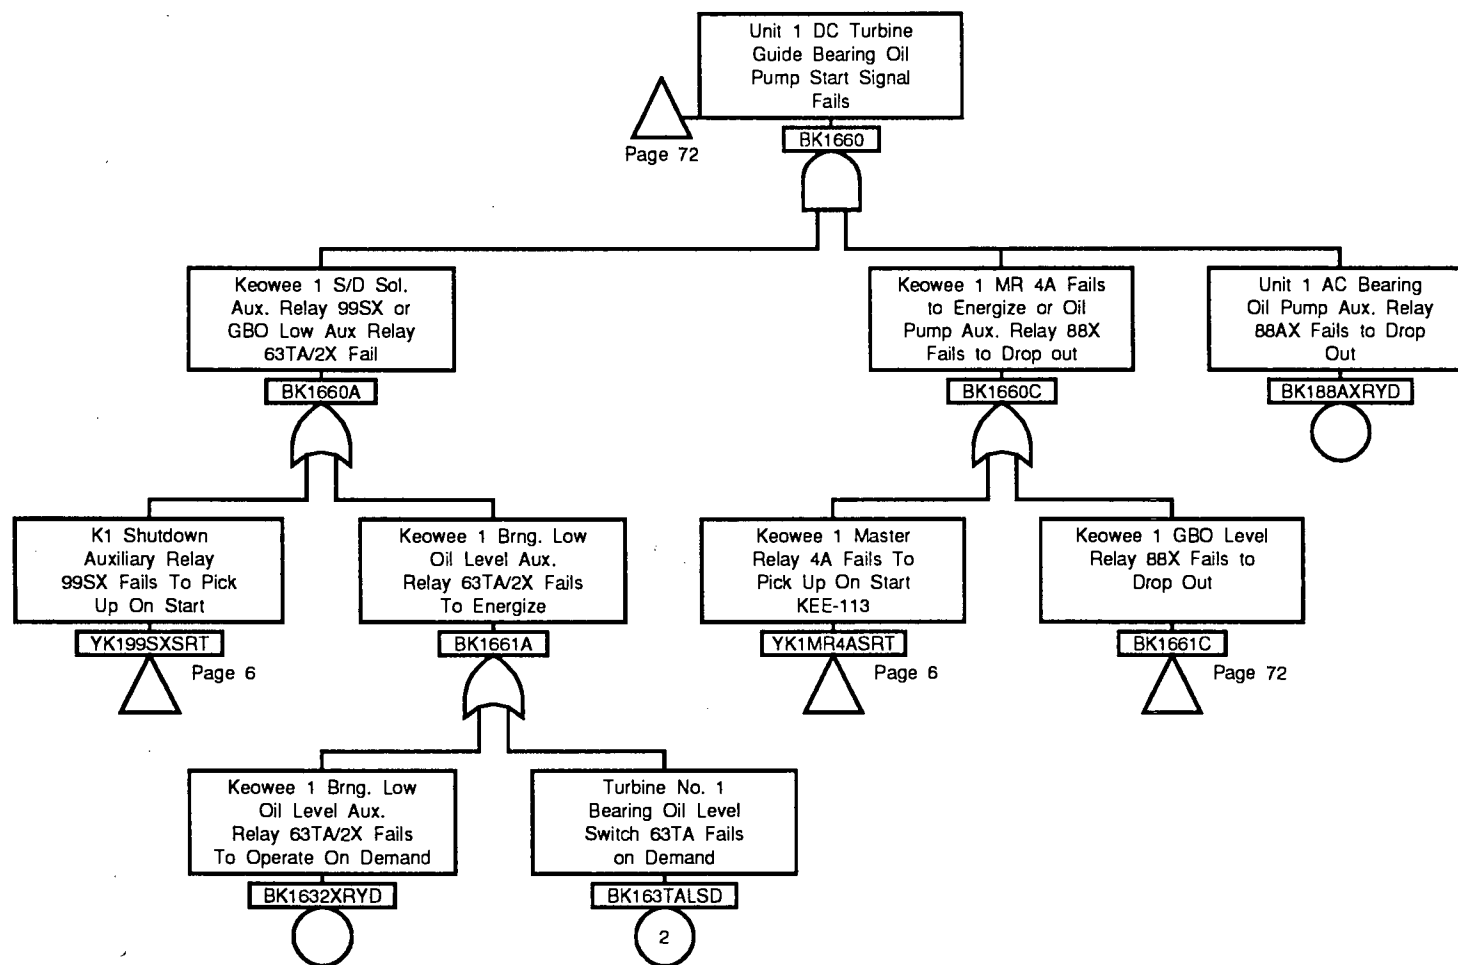 Unit 1 DC Turbine
Guide Bearing Oil
Pump Start Signal
Fails
Page 72
BK1660
Keowee 1 S/D Sol.
Aux. Relay 99SX or
GBO Low Aux Relay
63TA/2X Fail
BK1660A
Keowee 1 MR 4A Fails
to Energize or Oil
Pump Aux. Relay 88X
Fails to Drop out
BK1660C
Unit 1 AC Bearing
Oil Pump Aux. Relay
88AX Fails to Drop
Out
BK188AXRYD
K1 Shutdown
Auxiliary Relay
99SX Fails To Pick
Up On Start
YK199SXSRT
Page 6
Keowee 1 Brng. Low
Oil Level Aux.
Relay 63TA/2X Fails
To Energize
BK1661A
Keowee 1 Master
Relay 4A Fails To
Pick Up On Start
KEE-113
YK1MR4ASRT
Page 6
Keowee 1 GBO Level
Relay 88X Fails to
Drop Out
BK1661C
Page 72
Keowee 1 Brng. Low
Oil Level Aux.
Relay 63TA/2X Fails
To Operate On Demand
BK1632XRYD
Turbine No. 1
Bearing Oil Level
Switch 63TA Fails
on Demand
BK163TALSD
2